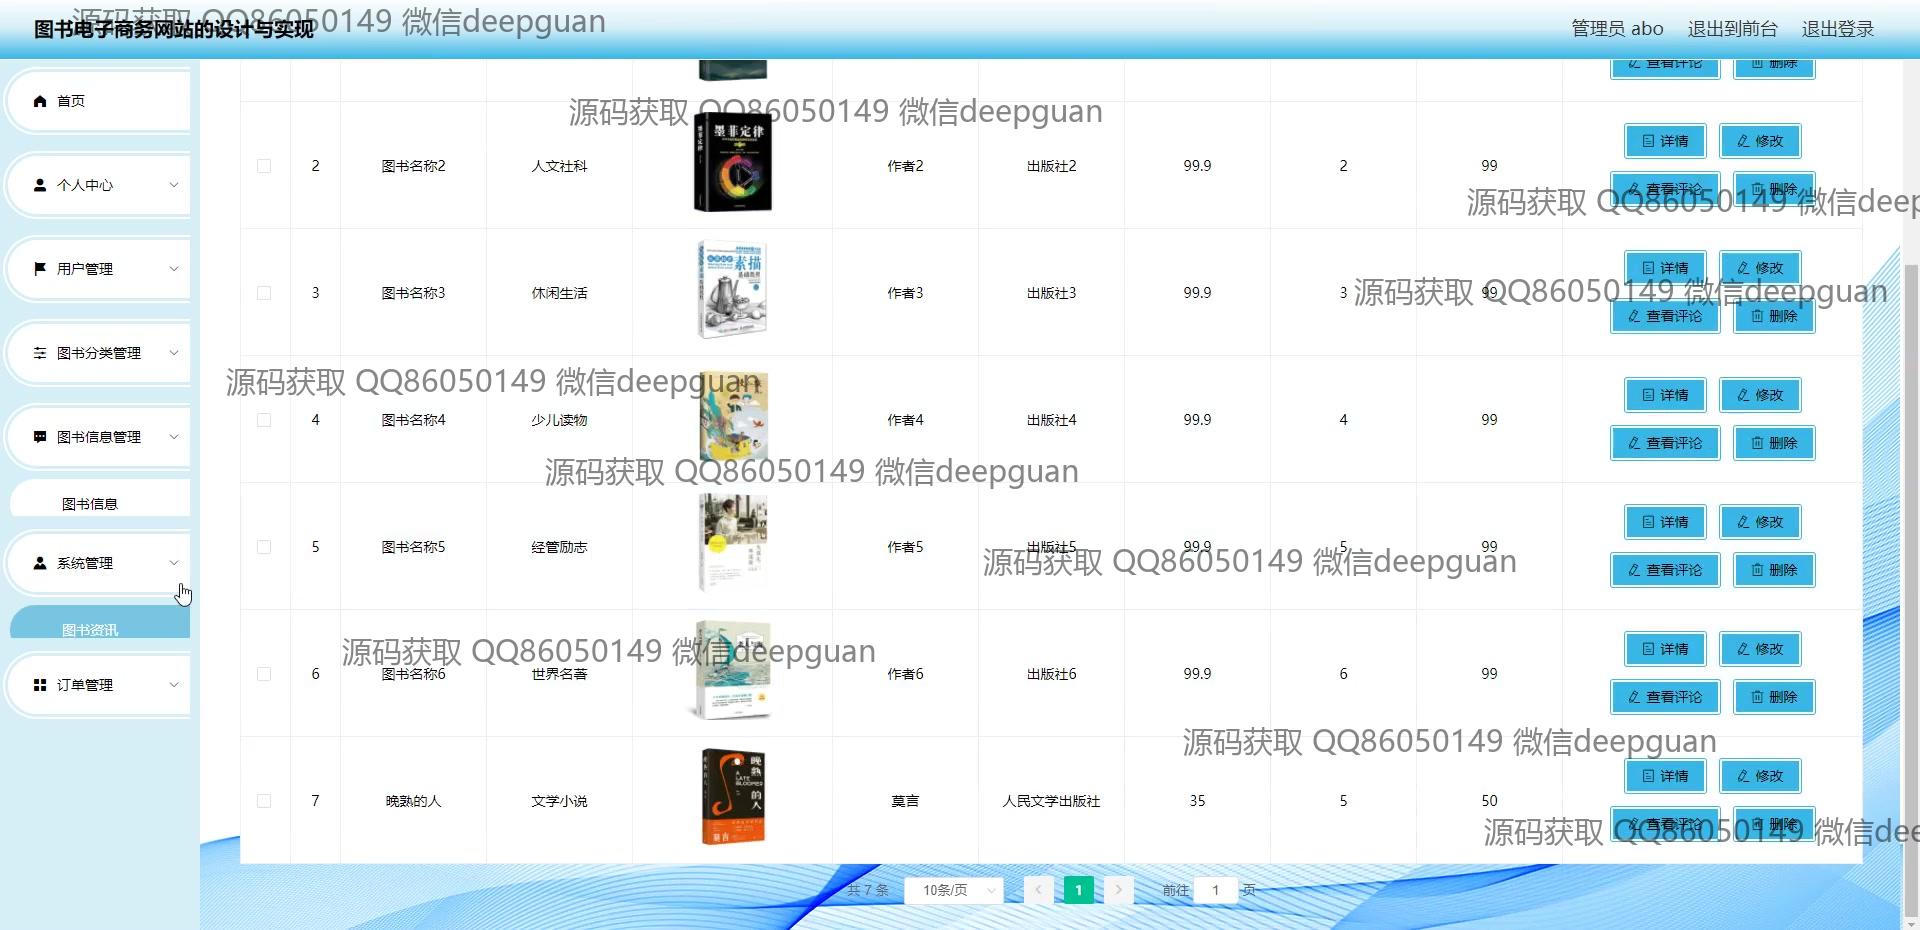 图书电子商务网站的设计与实现
源码获取 QQ86050149 微信deepguan
管理员 abo 退出到前台 退出登录
首页
个人中心
用户管理
图书分类管理
图书信息管理
图书信息
系统管理
图书资讯
订单管理
查看评论 删除
源码获取 QQ86050149 微信deepguan
2 图书名称2 人文社科 墨菲定律 作者2 出版社2 99.9 2 99 详情 修改
查看评论 删除
源码获取 QQ86050149 微信deep
3 图书名称3 休闲生活 素描 基础教程 作者3 出版社3 99.9 3 99 详情 修改
源码获取 QQ86050149 微信deepguan
查看评论 删除
源码获取 QQ86050149 微信deepguan
4 图书名称4 少儿读物 作者4 出版社4 99.9 4 99 详情 修改
查看评论 删除
源码获取 QQ86050149 微信deepguan
5 图书名称5 经管励志 作者5 出版社5 99.9 5 99 详情 修改
源码获取 QQ86050149 微信deepguan
查看评论 删除
源码获取 QQ86050149 微信deepguan
6 图书名称6 世界名著 作者6 出版社6 99.9 6 99 详情 修改
查看评论 删除
源码获取 QQ86050149 微信deepguan
7 晚熟的人 文学小说 晚熟的人 A LATE BLOOMER 莫言 莫言 人民文学出版社 35 5 50 详情 修改
查看评论 删除
源码获取 QQ86050149 微信dee
共 7 条 10条/页 1 前往 1 页